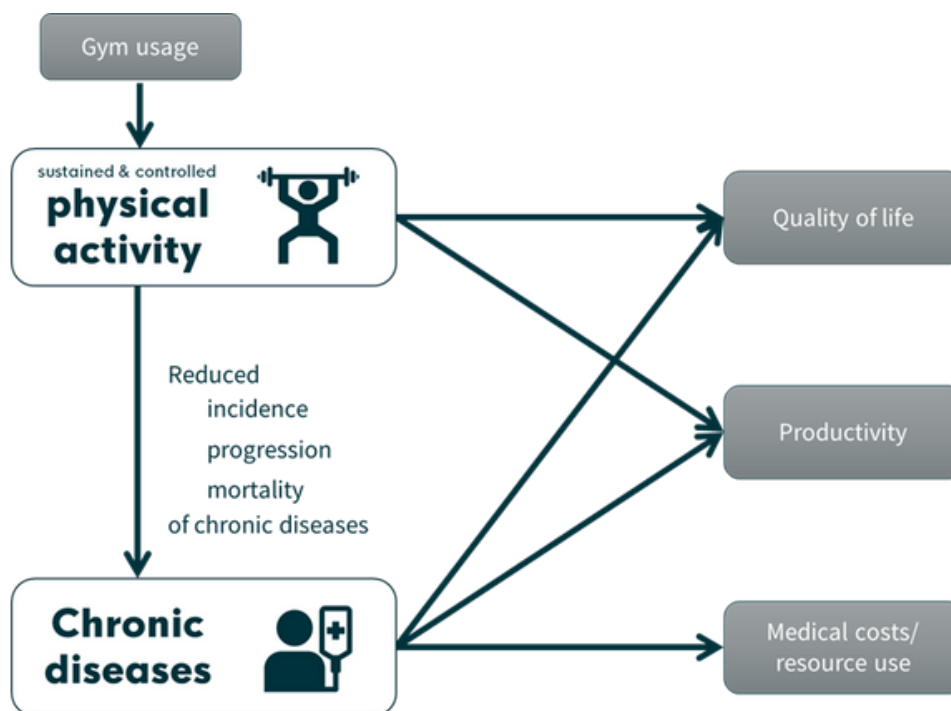 Gym usage
sustained & controlled
physical
activity
Quality of life
Reduced
incidence
progression
mortality
of chronic diseases
Productivity
Chronic
diseases
Medical costs/
resource use